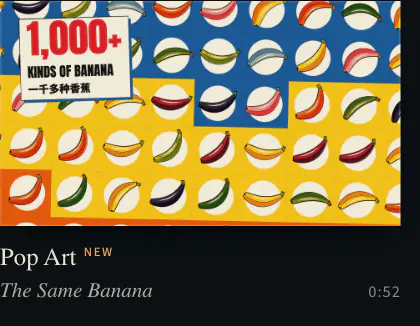 1,000+
KINDS OF BANANA
一千多种香蕉
Pop Art NEW
The Same Banana
0:52